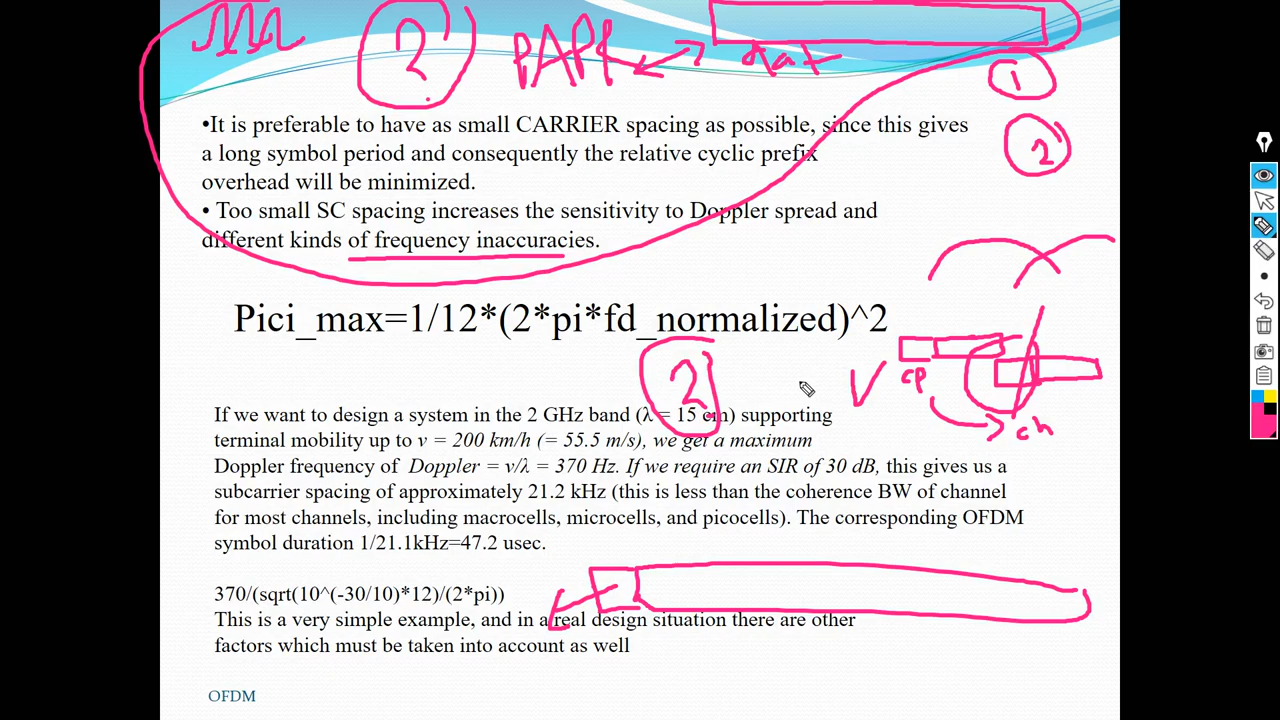 2 PAPR dat
1
•It is preferable to have as small CARRIER spacing as possible, since this gives
2
a long symbol period and consequently the relative cyclic prefix
overhead will be minimized.
• Too small SC spacing increases the sensitivity to Doppler spread and
different kinds of frequency inaccuracies.
Pici_max=1/12*(2*pi*fd_normalized)^2
2
cp
ch
If we want to design a system in the 2 GHz band (λ = 15 cm) supporting
terminal mobility up to v = 200 km/h (= 55.5 m/s), we get a maximum
Doppler frequency of Doppler = v/λ = 370 Hz. If we require an SIR of 30 dB, this gives us a
subcarrier spacing of approximately 21.2 kHz (this is less than the coherence BW of channel
for most channels, including macrocells, microcells, and picocells). The corresponding OFDM
symbol duration 1/21.1kHz=47.2 usec.
370/(sqrt(10^(-30/10)*12)/(2*pi))
This is a very simple example, and in a real design situation there are other
factors which must be taken into account as well
OFDM